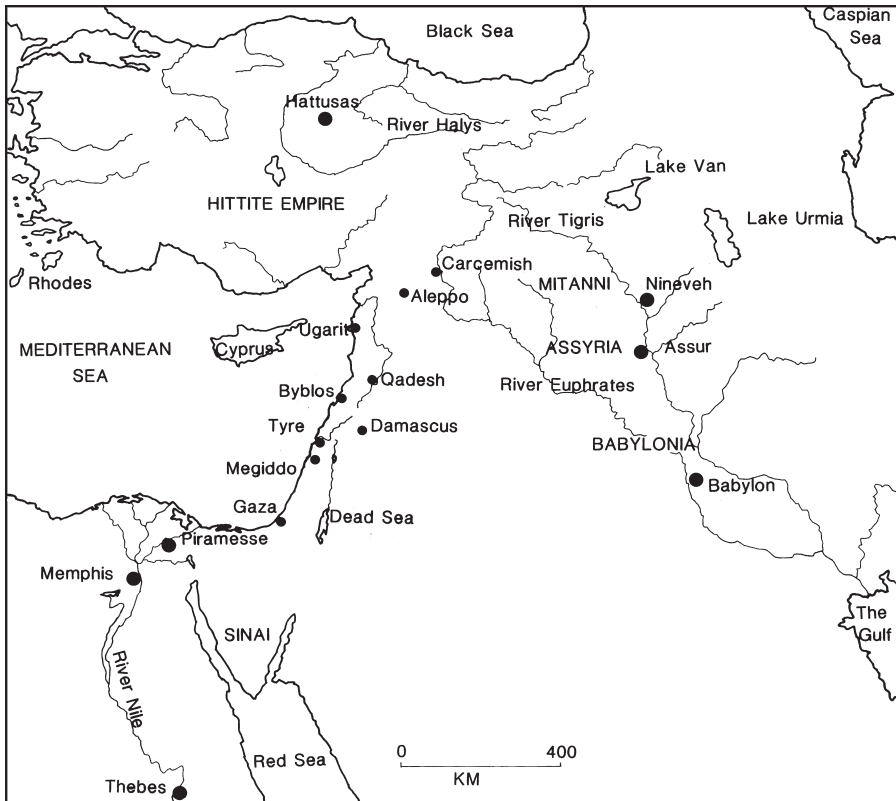 Black Sea
Caspian
Sea
Hattusas
River Halys
Lake Van
HITTITE EMPIRE
River Tigris
Lake Urmia
Rhodes
Carcemish
MITANNI
Nineveh
Aleppo
Ugarit
MEDITERRANEAN
SEA
Cyprus
ASSYRIA
Assur
Qadesh
River Euphrates
Byblos
Tyre
Damascus
BABYLONIA
Megiddo
Babylon
Gaza
Dead Sea
Piramesse
Memphis
The
Gulf
SINAI
River Nile
Red Sea
0
400
KM
Thebes